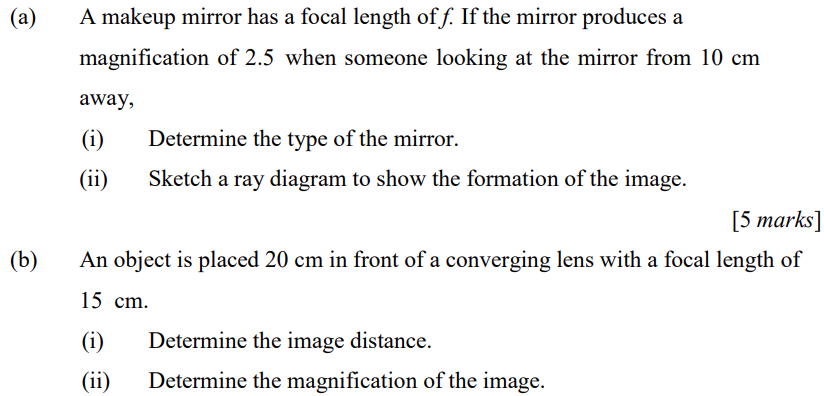 (a) A makeup mirror has a focal length of f. If the mirror produces a
magnification of 2.5 when someone looking at the mirror from 10 cm
away,
(i) Determine the type of the mirror.
(ii) Sketch a ray diagram to show the formation of the image.
[5 marks]
(b) An object is placed 20 cm in front of a converging lens with a focal length of
15 cm.
(i) Determine the image distance.
(ii) Determine the magnification of the image.